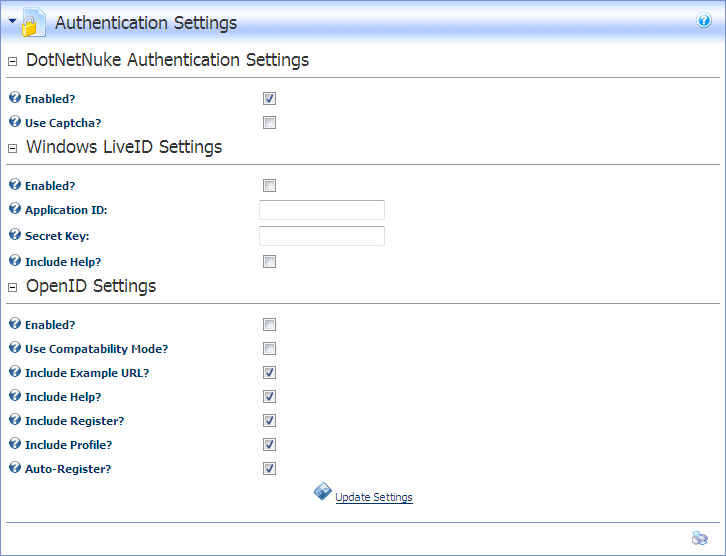 Authentication Settings
DotNetNuke Authentication Settings
Enabled?
Use Captcha?
Windows LiveID Settings
Enabled?
Application ID:
Secret Key:
Include Help?
OpenID Settings
Enabled?
Use Compatability Mode?
Include Example URL?
Include Help?
Include Register?
Include Profile?
Auto-Register?
Update Settings